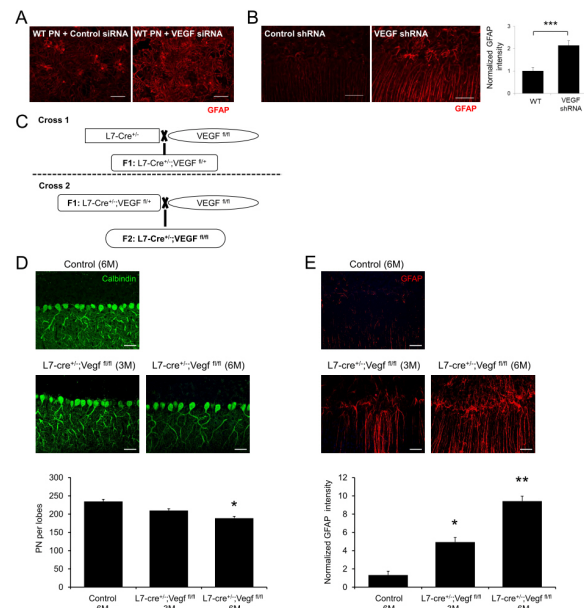 A
WT PN + Control siRNA
WT PN + VEGF siRNA
GFAP
B
Control shRNA
VEGF shRNA
GFAP
Normalized GFAP
intensity
3
2
1
0
***
WT
VEGF
shRNA
C
Cross 1
L7-Cre+/-
VEGF fl/fl
F1: L7-Cre+/-;VEGF fl/+
Cross 2
F1: L7-Cre+/-;VEGF fl/+
VEGF fl/fl
F2: L7-Cre+/-;VEGF fl/fl
D
Control (6M)
Calbindin
L7-cre+/-;Vegf fl/fl (3M)
L7-cre+/-;Vegf fl/fl (6M)
PN per lobes
300
250
200
150
100
50
0
*
Control
6M
L7-cre+/-;Vegf fl/fl
3M
L7-cre+/-;Vegf fl/fl
6M
E
Control (6M)
GFAP
L7-cre+/-;Vegf fl/fl (3M)
L7-cre+/-;Vegf fl/fl (6M)
Normalized GFAP intensity
12
10
8
6
4
2
0
*
**
Control
6M
L7-cre+/-;Vegf fl/fl
3M
L7-cre+/-;Vegf fl/fl
6M